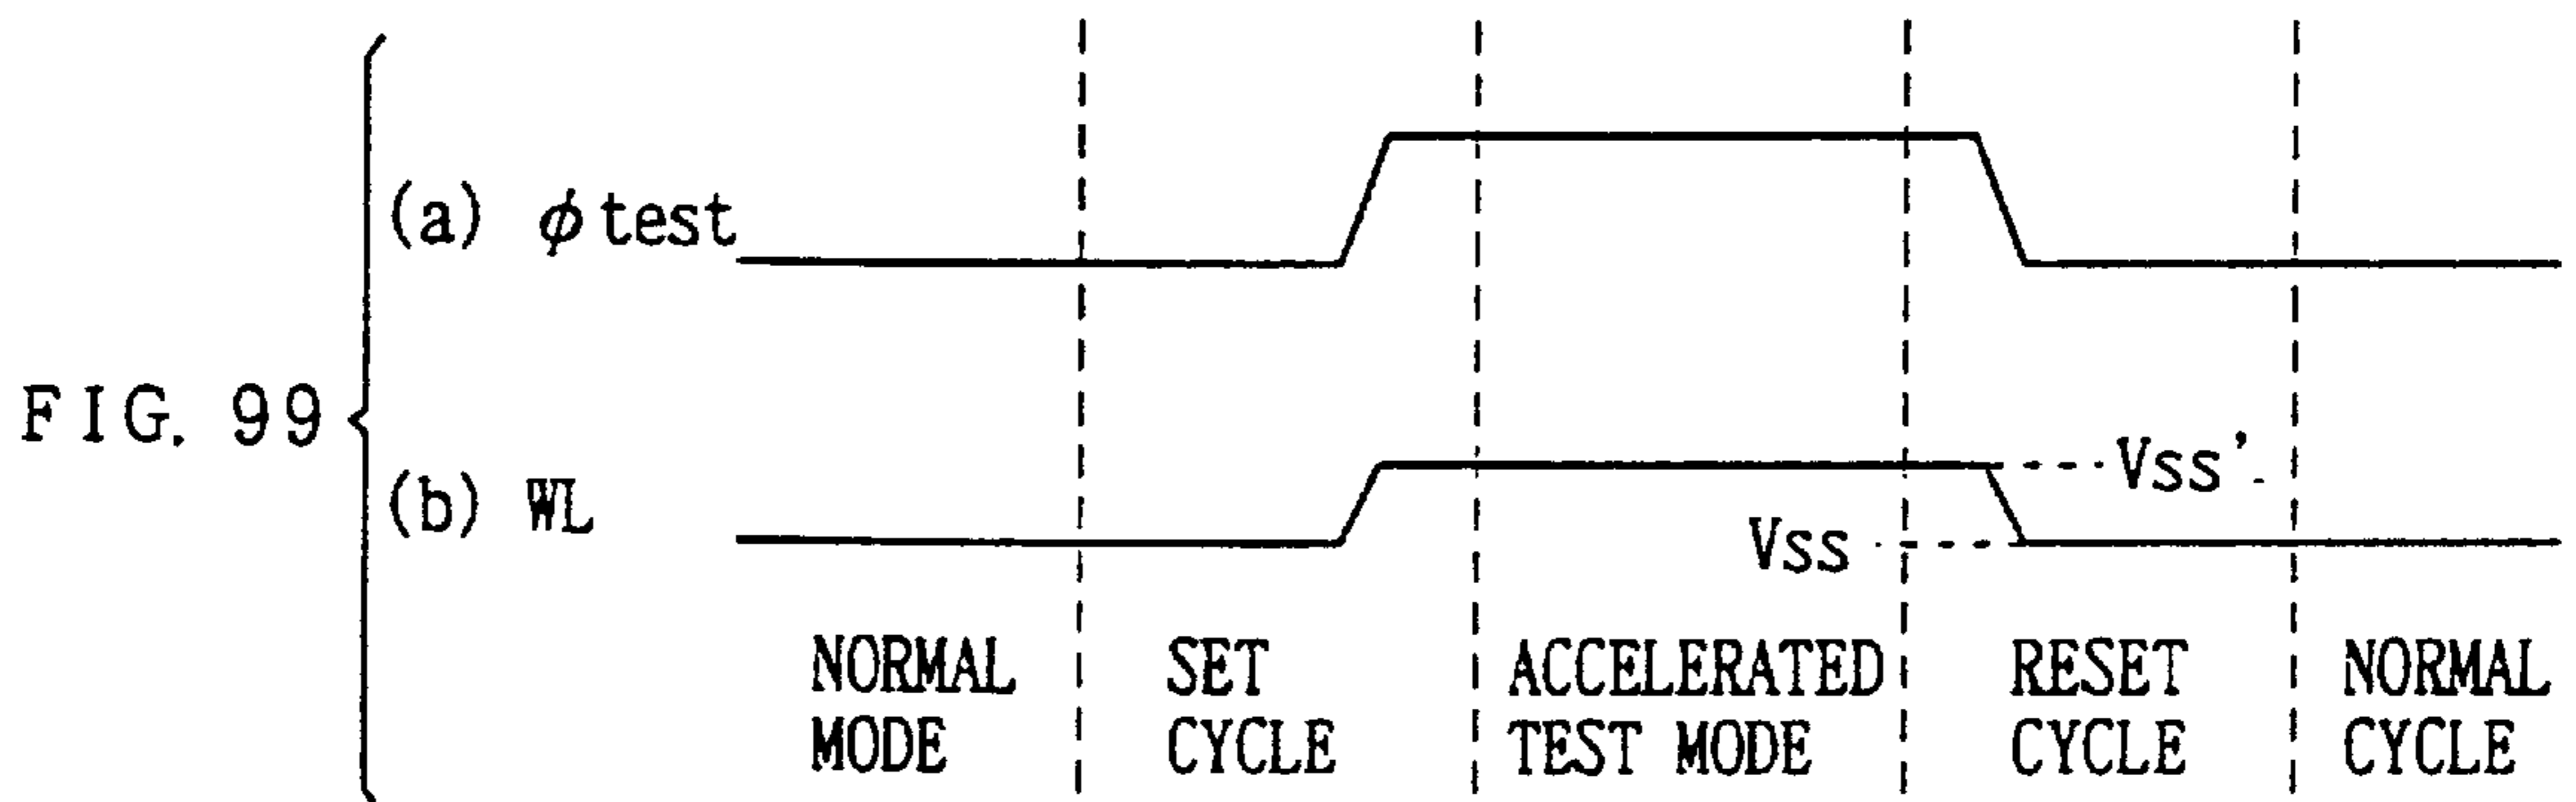 FIG. 99
(a) φtest
(b) WL
Vss'
Vss
NORMAL MODE
SET CYCLE
ACCELERATED TEST MODE
RESET CYCLE
NORMAL CYCLE